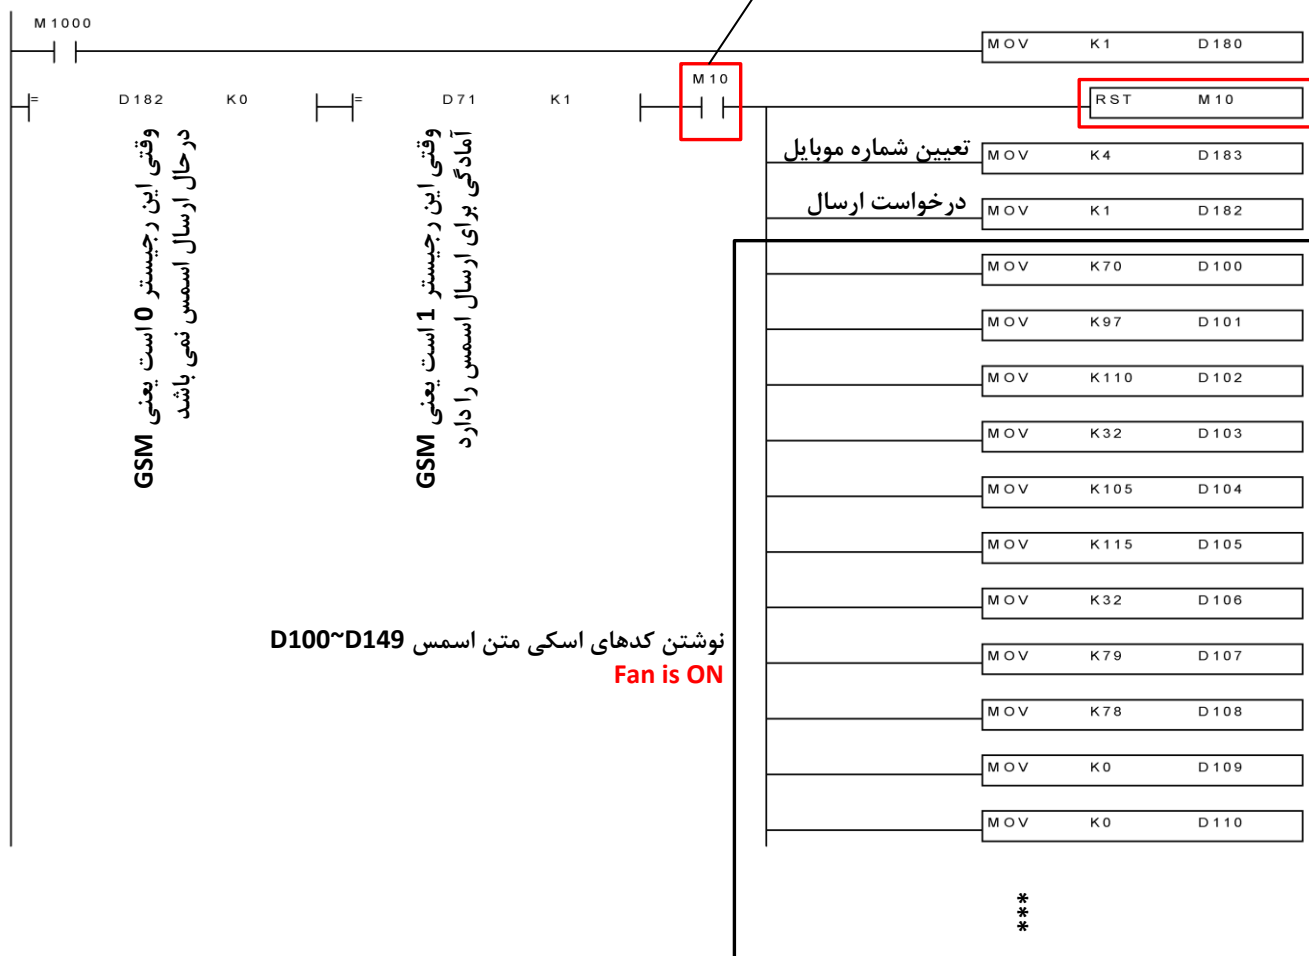 M1000
MOV K1 D180
= D182 K0 = D71 K1 M10 RST M10
وقتی این رجیستر 0 است یعنی GSM
درحال ارسال اسمس نمی باشد
وقتی این رجیستر 1 است یعنی GSM
آمادگی برای ارسال اسمس را دارد
تعیین شماره موبایل MOV K4 D183
درخواست ارسال MOV K1 D182
MOV K70 D100
MOV K97 D101
MOV K110 D102
MOV K32 D103
MOV K105 D104
MOV K115 D105
MOV K32 D106
نوشتن کدهای اسکی متن اسمس D100~D149
Fan is ON
MOV K79 D107
MOV K78 D108
MOV K0 D109
MOV K0 D110
***